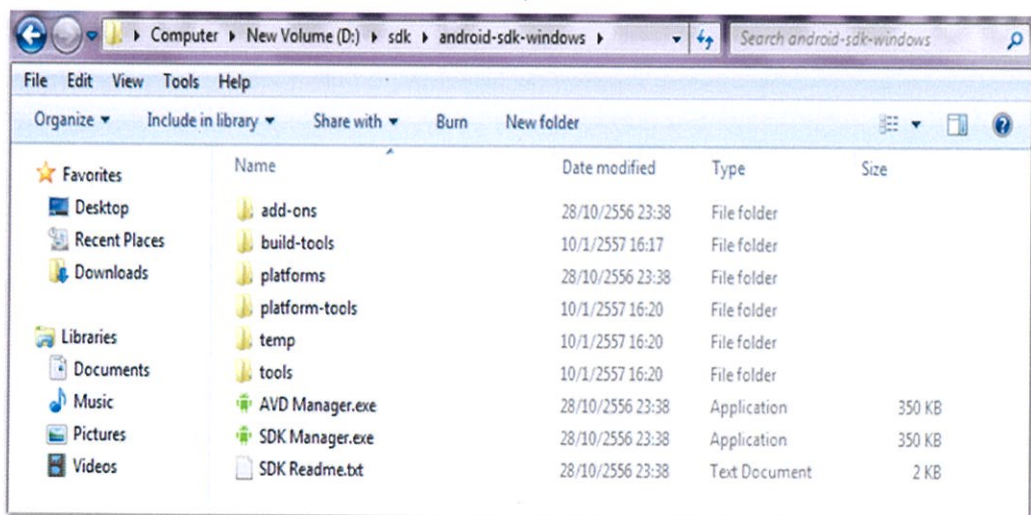 Computer New Volume (D:) sdk android-sdk-windows Search android-sdk-windows
File Edit View Tools Help
Organize Include in library Share with Burn New folder
Favorites
Desktop
Recent Places
Downloads
Libraries
Documents
Music
Pictures
Videos
Name Date modified Type Size
add-ons 28/10/2556 23:38 File folder
build-tools 10/1/2557 16:17 File folder
platforms 28/10/2556 23:38 File folder
platform-tools 10/1/2557 16:20 File folder
temp 10/1/2557 16:20 File folder
tools 10/1/2557 16:20 File folder
AVD Manager.exe 28/10/2556 23:38 Application 350 KB
SDK Manager.exe 28/10/2556 23:38 Application 350 KB
SDK Readme.txt 28/10/2556 23:38 Text Document 2 KB